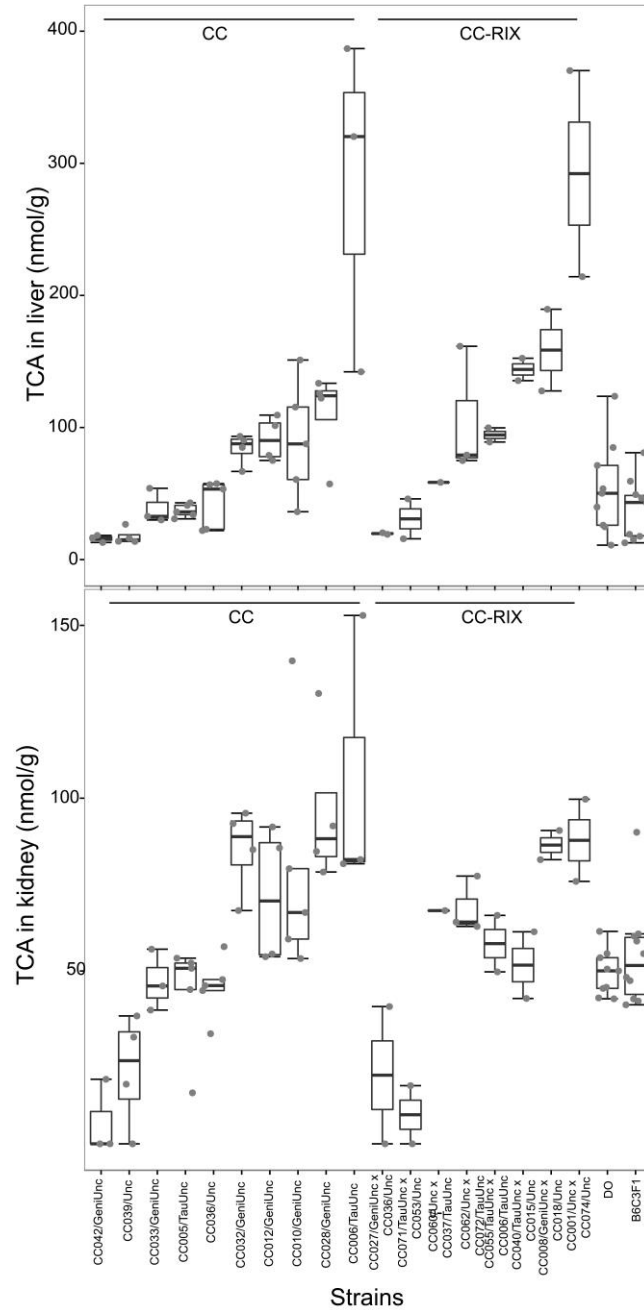 CC
CC-RIX
400
300
200
100
0
TCA in liver (nmol/g)
CC
CC-RIX
150
100
50
TCA in kidney (nmol/g)
CC042/GeniUnc
CC039/Unc
CC033/GeniUnc
CC005/TauUnc
CC036/Unc
CC032/GeniUnc
CC012/GeniUnc
CC010/GeniUnc
CC028/GeniUnc
CC006/TauUnc
CC027/GeniUnc x
CC036/Unc
CC071/TauUnc x
CC053/Unc
CC037/TauUnc
CC062/Unc x
CC072/TauUnc
CC055/TauUnc x
CC006/TauUnc
CC040/TauUnc x
CC015/Unc
CC008/GeniUnc x
CC018/Unc
CC001/Unc x
CC074/Unc
DO
B6C3F1
Strains